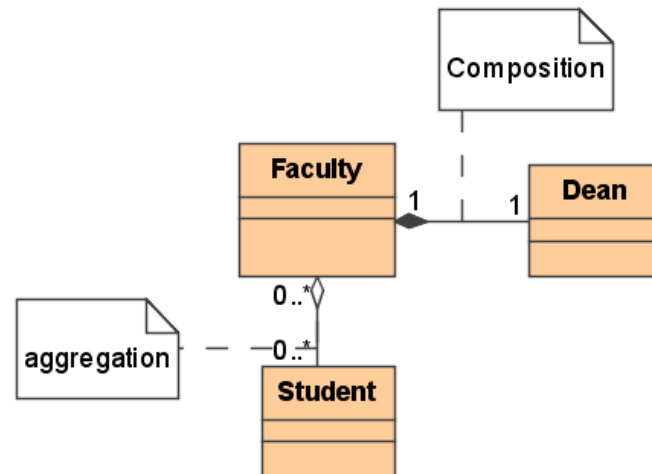 Composition
Faculty
1
1
Dean
0..*
aggregation
0..*
Student